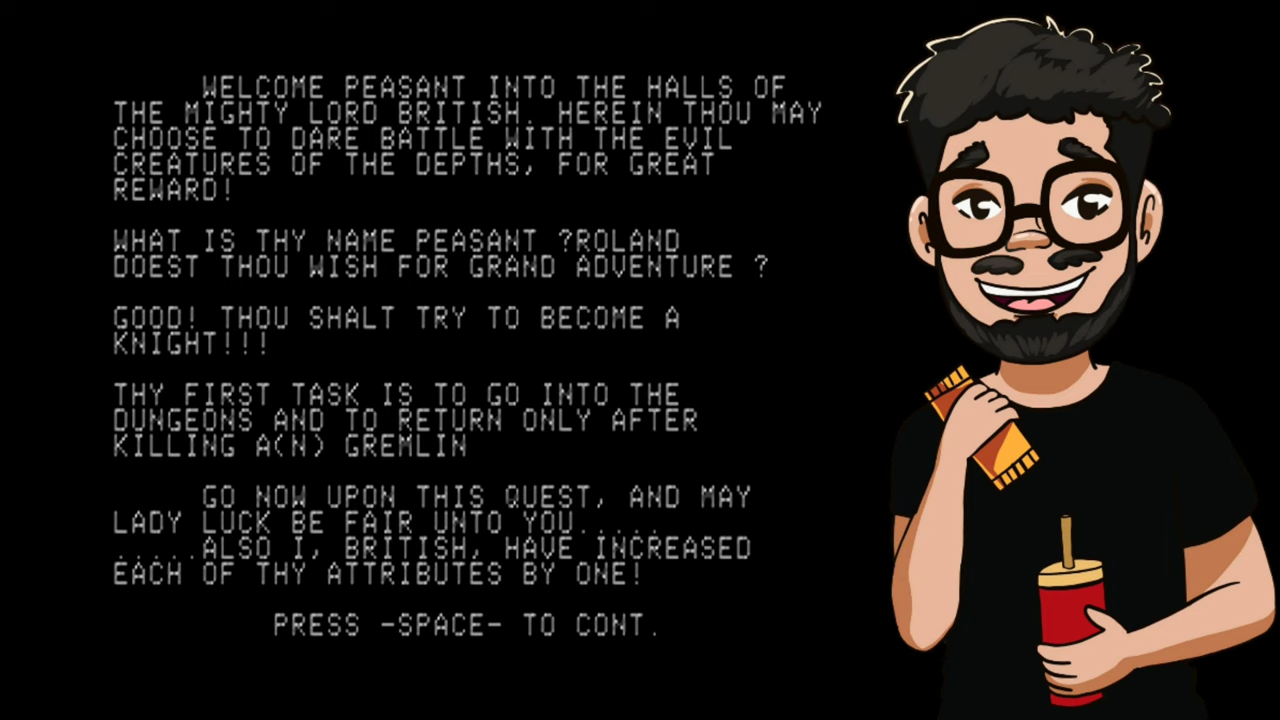 WELCOME PEASANT INTO THE HALLS OF
THE MIGHTY LORD BRITISH. HEREIN THOU MAY
CHOOSE TO DARE BATTLE WITH THE EVIL
CREATURES OF THE DEPTHS, FOR GREAT
REWARD!
WHAT IS THY NAME PEASANT ?ROLAND
DOEST THOU WISH FOR GRAND ADVENTURE ?
GOOD! THOU SHALT TRY TO BECOME A
KNIGHT!!!
THY FIRST TASK IS TO GO INTO THE
DUNGEONS AND TO RETURN ONLY AFTER
KILLING A(N) GREMLIN
GO NOW UPON THIS QUEST, AND MAY
LADY LUCK BE FAIR UNTO YOU.....
.....ALSO I, BRITISH, HAVE INCREASED
EACH OF THY ATTRIBUTES BY ONE!
PRESS -SPACE- TO CONT.